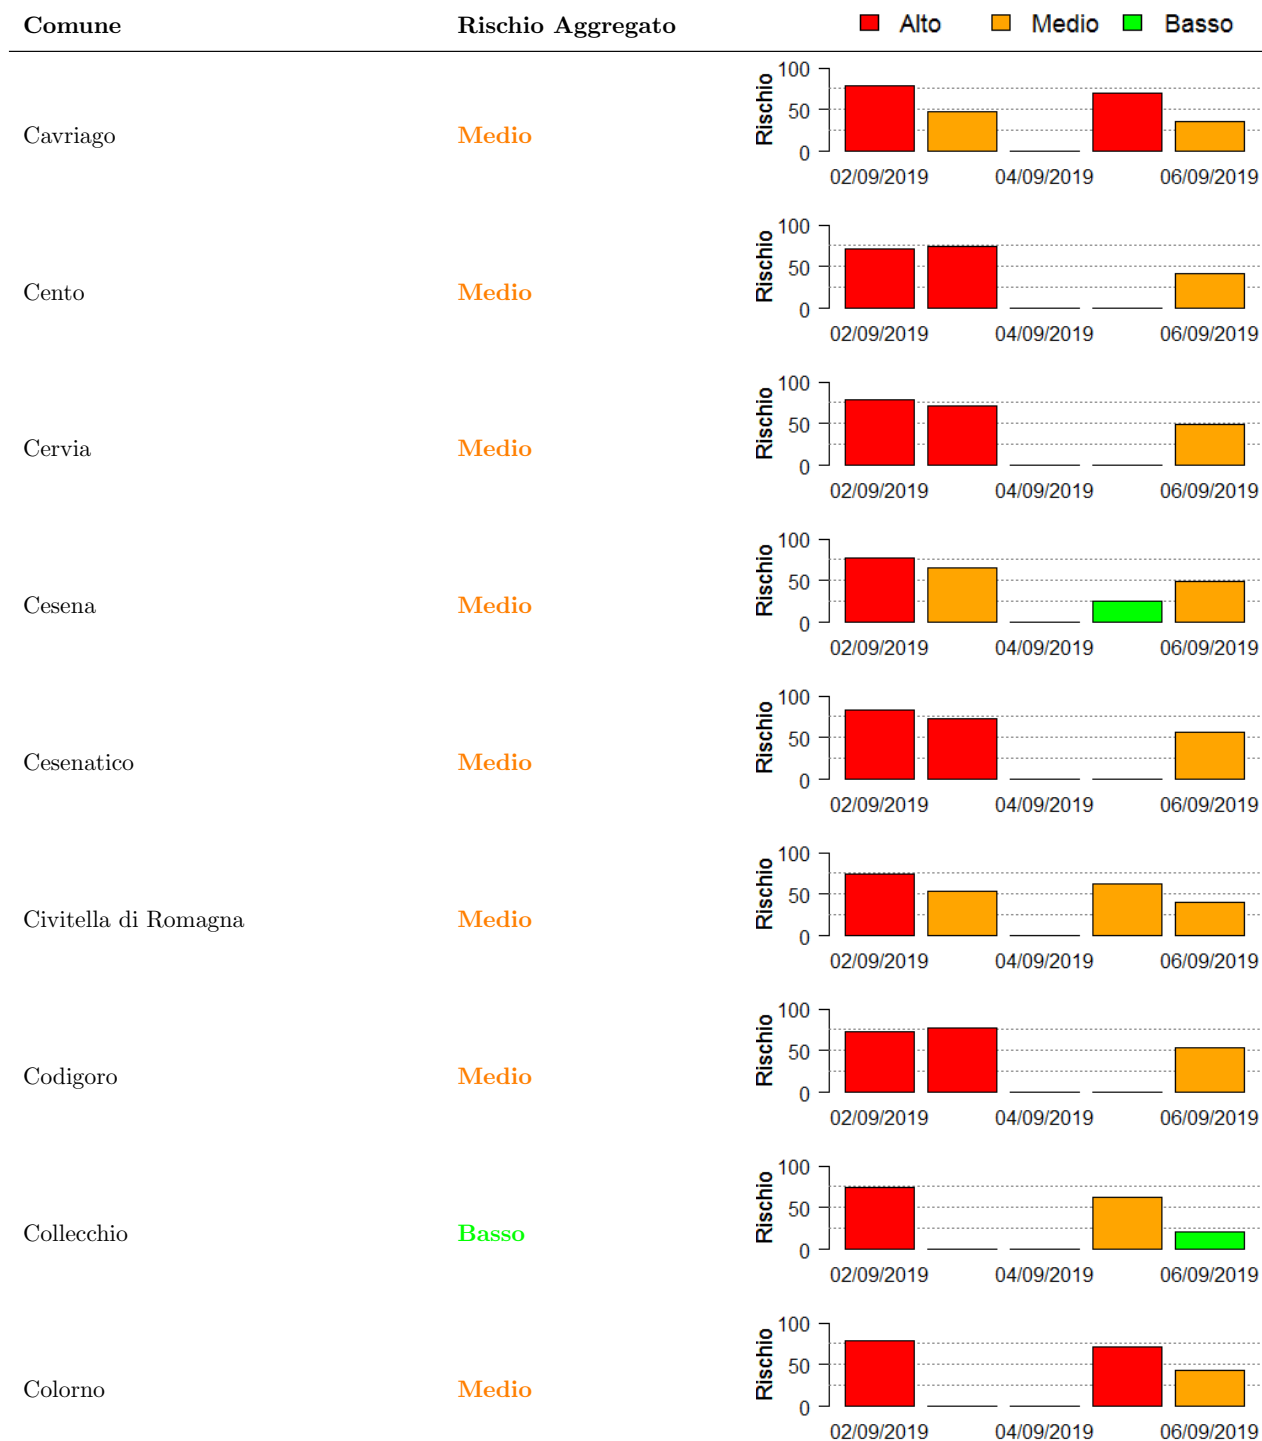 Comune Rischio Aggregato Alto Medio Basso
Cavriago Medio Rischio 100 50 0
02/09/2019 04/09/2019 06/09/2019
Cento Medio Rischio 100 50 0
02/09/2019 04/09/2019 06/09/2019
Cervia Medio Rischio 100 50 0
02/09/2019 04/09/2019 06/09/2019
Cesena Medio Rischio 100 50 0
02/09/2019 04/09/2019 06/09/2019
Cesenatico Medio Rischio 100 50 0
02/09/2019 04/09/2019 06/09/2019
Civitella di Romagna Medio Rischio 100 50 0
02/09/2019 04/09/2019 06/09/2019
Codigoro Medio Rischio 100 50 0
02/09/2019 04/09/2019 06/09/2019
Collecchio Basso Rischio 100 50 0
02/09/2019 04/09/2019 06/09/2019
Colorno Medio Rischio 100 50 0
02/09/2019 04/09/2019 06/09/2019